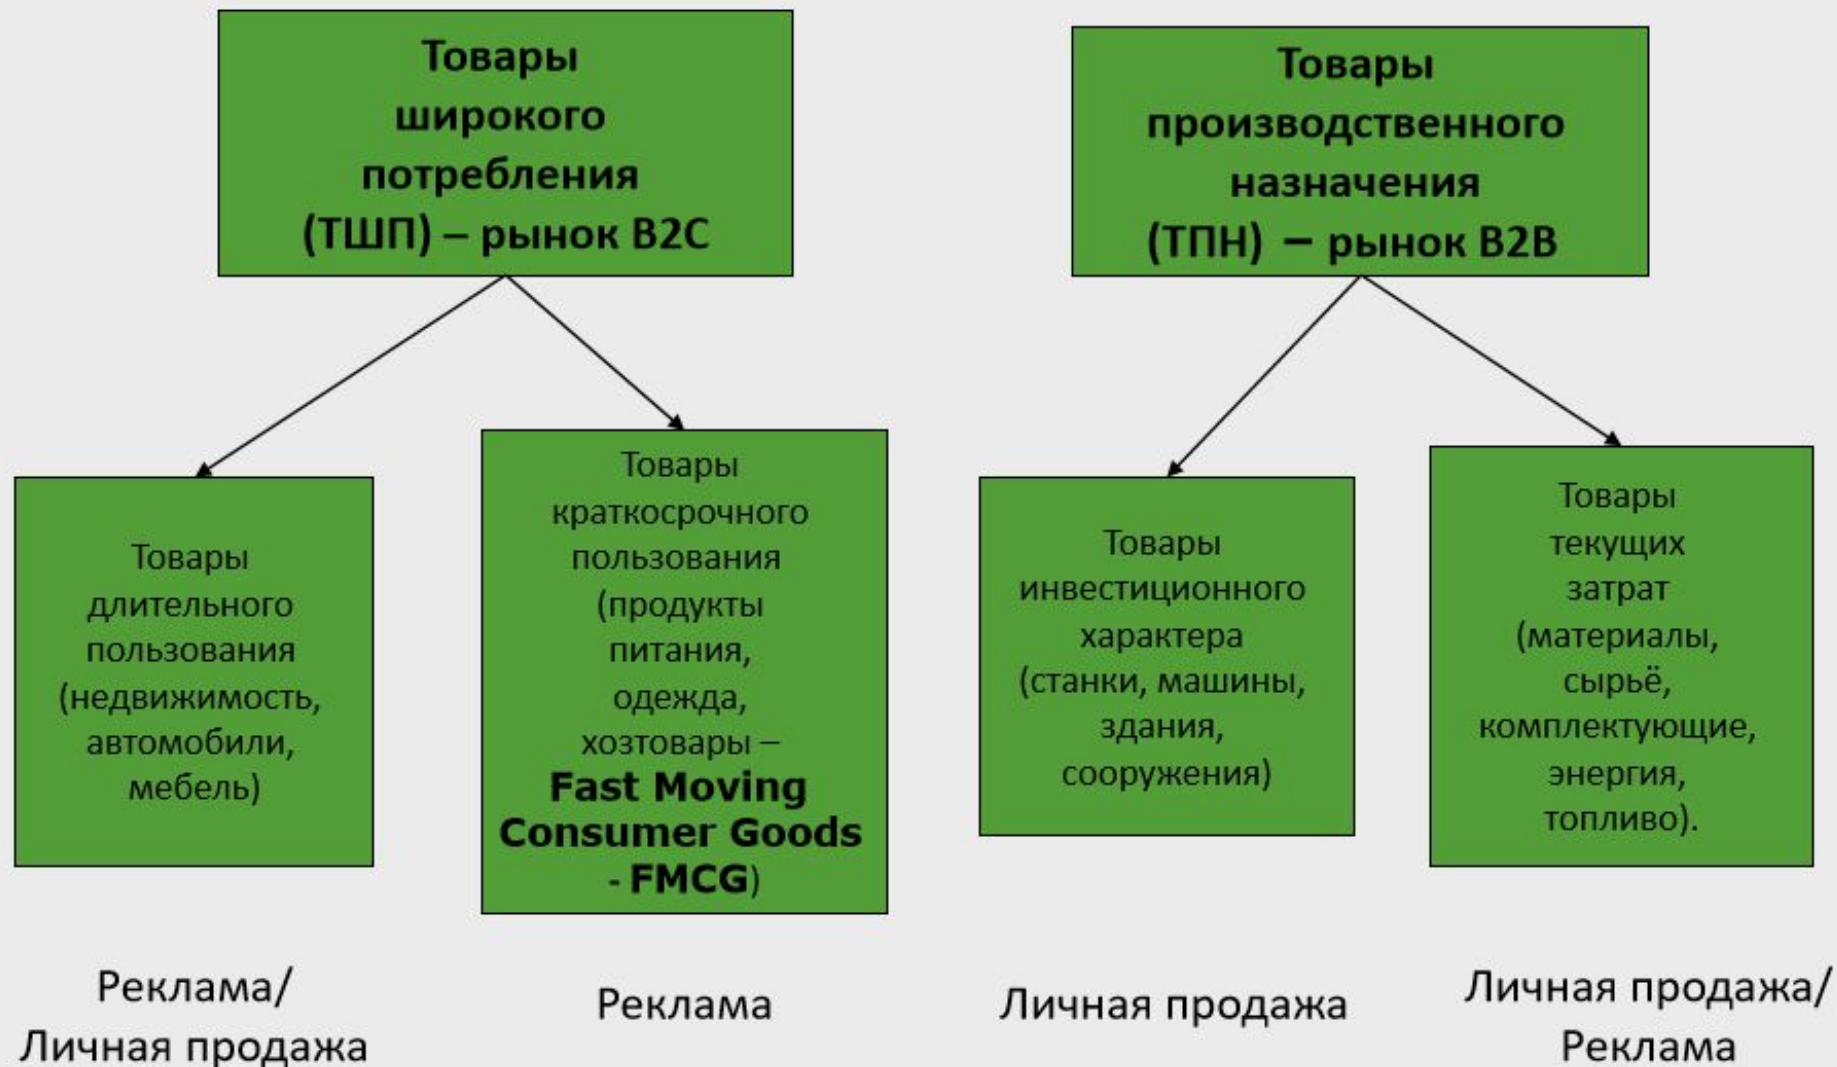 Товары
широкого
потребления
(ТШП) – рынок B2C
Товары
производственного
назначения
(ТПН) – рынок B2B
Товары
длительного
пользования
(недвижимость,
автомобили,
мебель)
Товары
краткосрочного
пользования
(продукты
питания,
одежда,
хозтовары –
Fast Moving
Consumer Goods
- FMCG)
Товары
инвестиционного
характера
(станки, машины,
здания,
сооружения)
Товары
текущих
затрат
(материалы,
сырьё,
комплектующие,
энергия,
топливо).
Реклама/
Личная продажа
Реклама
Личная продажа
Личная продажа/
Реклама